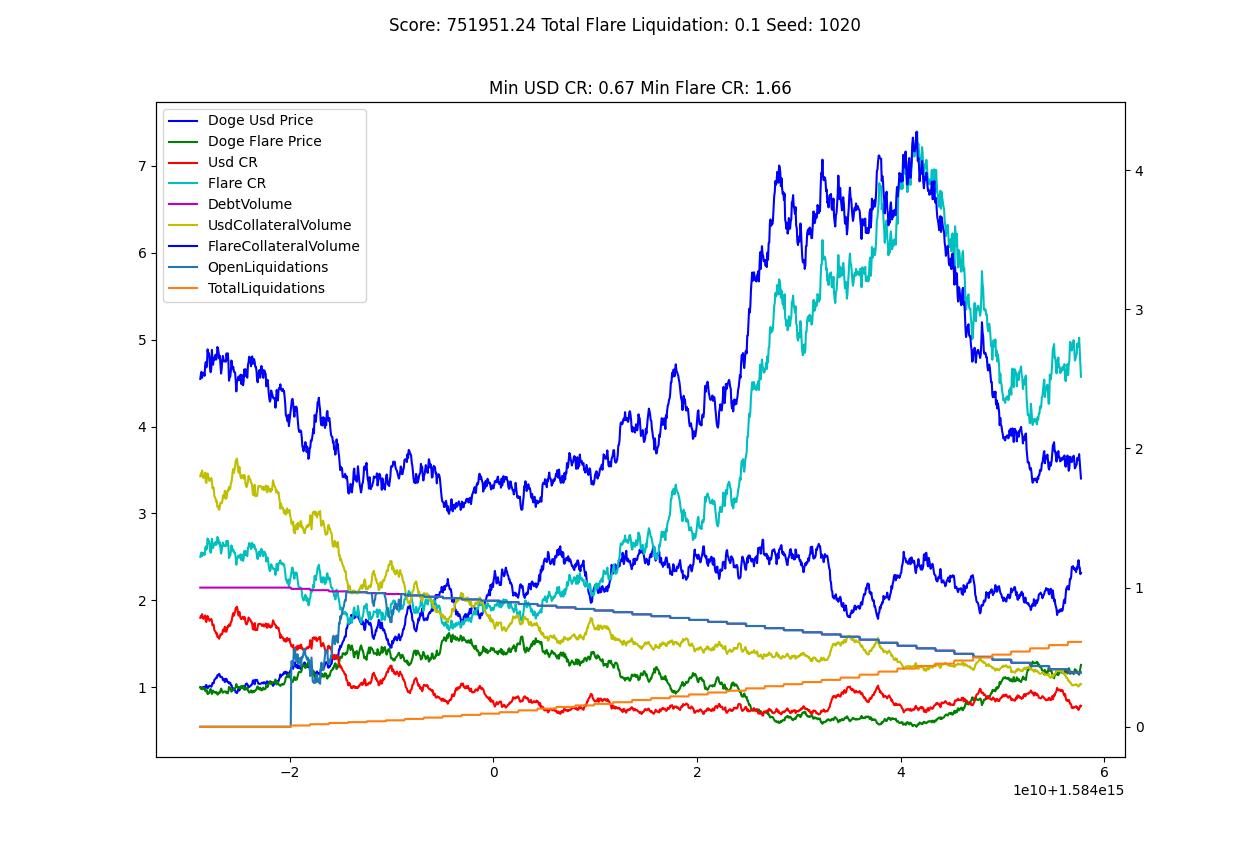 Score: 751951.24 Total Flare Liquidation: 0.1 Seed: 1020
Min USD CR: 0.67 Min Flare CR: 1.66
Doge Usd Price
Doge Flare Price
Usd CR
Flare CR
DebtVolume
UsdCollateralVolume
FlareCollateralVolume
OpenLiquidations
TotalLiquidations
7
6
5
4
3
2
1
4
3
2
1
0
−2
0
2
4
6
1e10+1.584e15